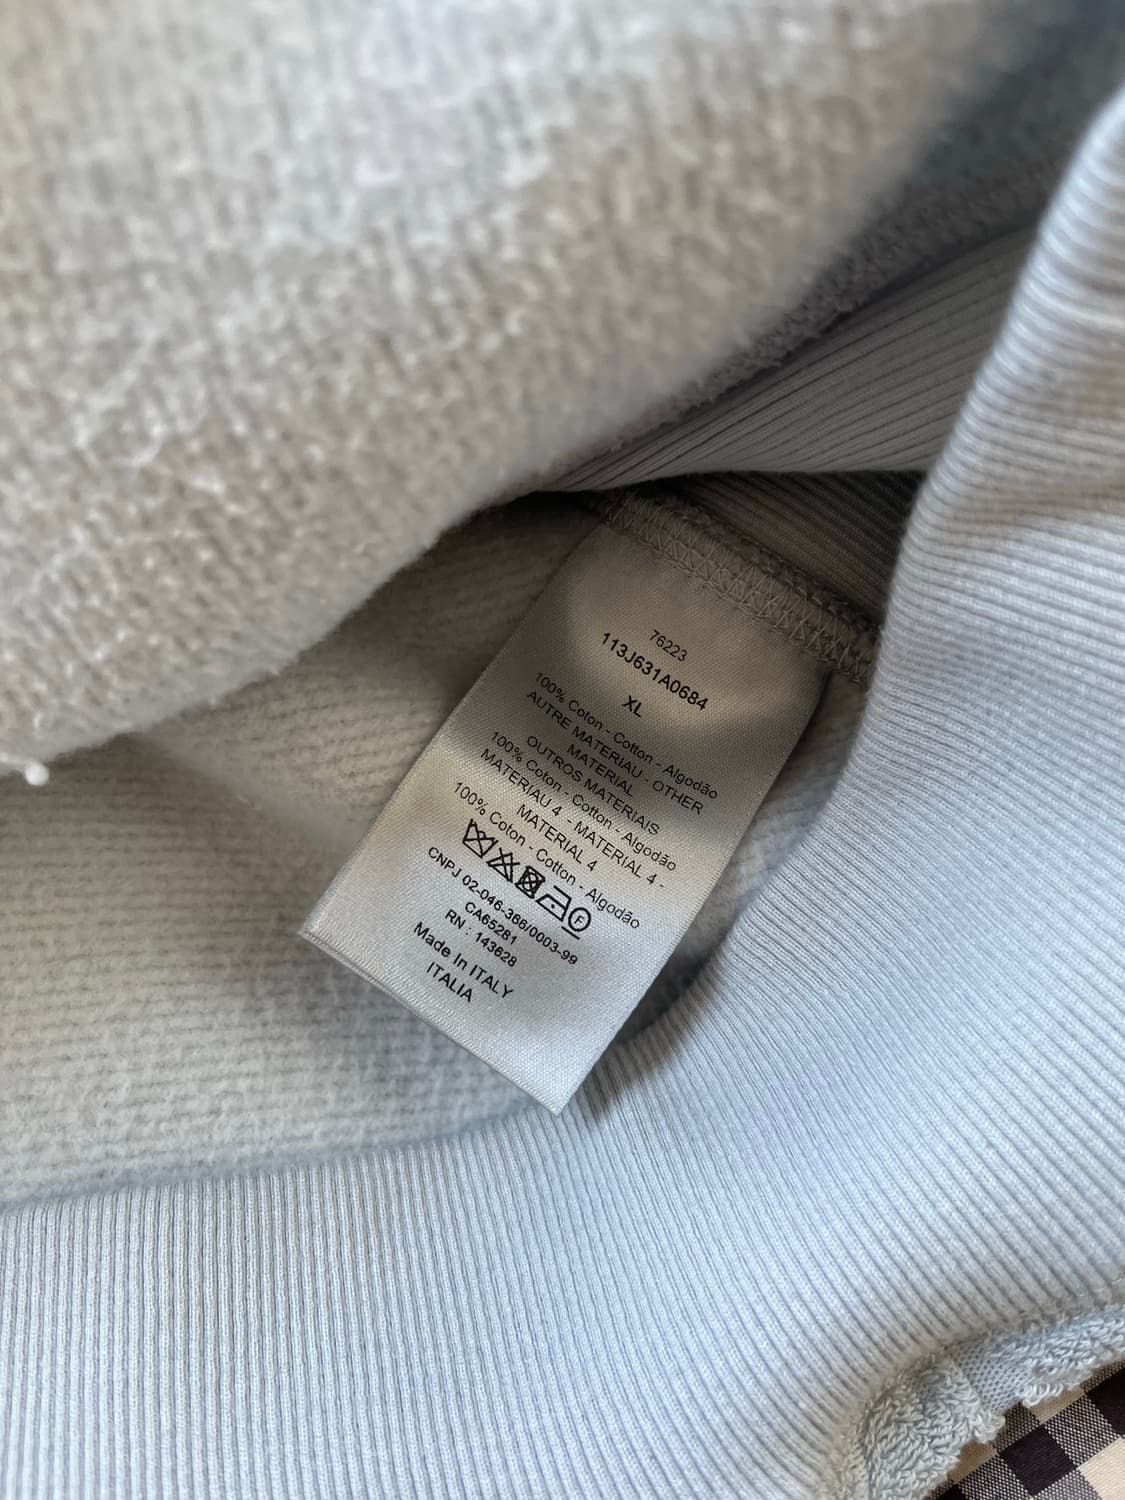 76223
113J631A0684
XL
100% Coton - Cotton - Algodão
AUTRE MATERIAU - OTHER
MATERIAL
OUTROS MATERIAIS
100% Coton - Cotton - Algodão
MATERIAU 4 - MATERIAL 4 -
MATERIAL 4
100% Coton - Cotton - Algodão
F
CNPJ 02-046-366/0003-99
CA65281
RN : 143628
Made In ITALY
ITALIA